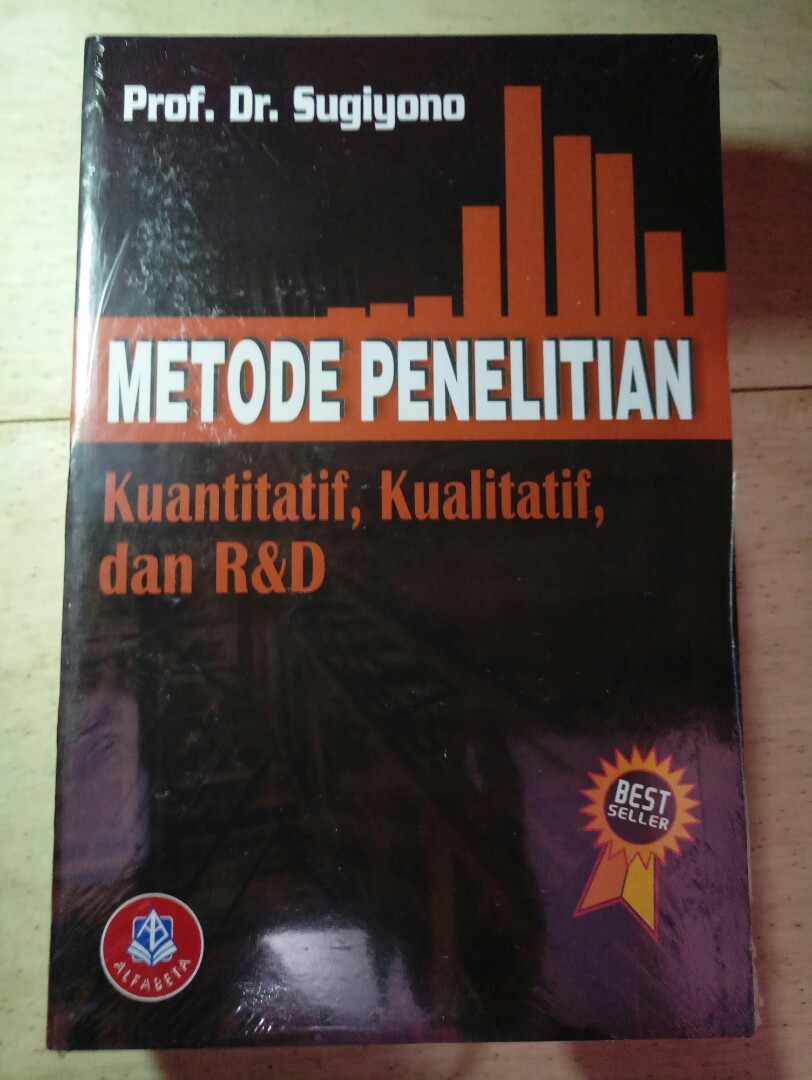 Prof. Dr. Sugiyono
METODE PENELITIAN
Kuantitatif, Kualitatif,
dan R&D
BEST
SELLER
ALFABETA